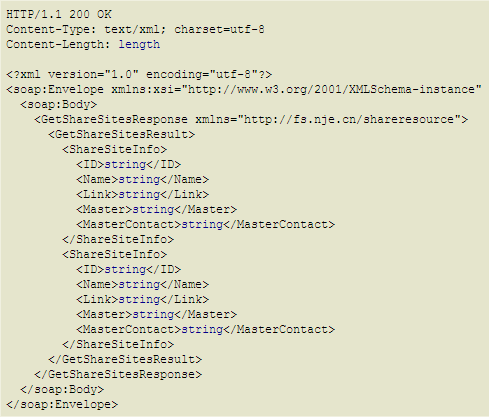 HTTP/1.1 200 OK
Content-Type: text/xml; charset=utf-8
Content-Length: length

<?xml version="1.0" encoding="utf-8"?>
<soap:Envelope xmlns:xsi="http://www.w3.org/2001/XMLSchema-instance"
  <soap:Body>
    <GetShareSitesResponse xmlns="http://fs.nje.cn/shareresource">
      <GetShareSitesResult>
        <ShareSiteInfo>
          <ID>string</ID>
          <Name>string</Name>
          <Link>string</Link>
          <Master>string</Master>
          <MasterContact>string</MasterContact>
        </ShareSiteInfo>
        <ShareSiteInfo>
          <ID>string</ID>
          <Name>string</Name>
          <Link>string</Link>
          <Master>string</Master>
          <MasterContact>string</MasterContact>
        </ShareSiteInfo>
      </GetShareSitesResult>
    </GetShareSitesResponse>
  </soap:Body>
</soap:Envelope>